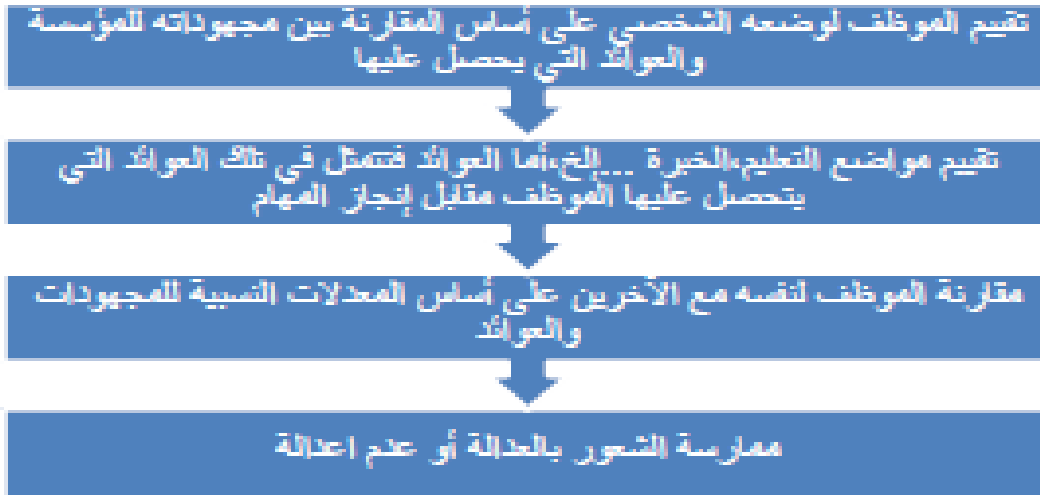 تقييم الموظف لوضعه الشخصي على أساس المقارنة بين مجهوداته للمؤسسة
والعوائد التي يحصل عليها
تقييم مواضع التعليم،الخبرة ...إلخ،أما العوائد فتتمثل في تلك العوائد التي
يتحصل عليها الموظف مقابل إنجاز المهام
مقارنة الموظف لنفسه مع الآخرين على أساس المعدلات النسبية للمجهودات
والعوائد
ممارسة الشعور بالعدالة أو عدم اعدالة